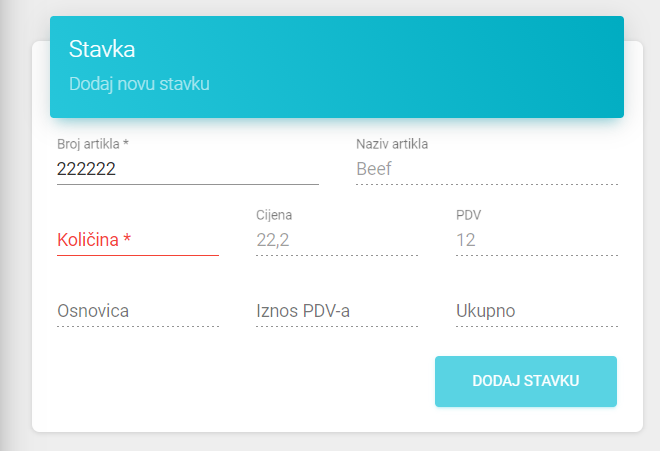 Stavka
Dodaj novu stavku
Broj artikla * Naziv artikla
222222 Beef
Cijena PDV
Količina * 22,2 12
Osnovica Iznos PDV-a Ukupno
DODAJ STAVKU